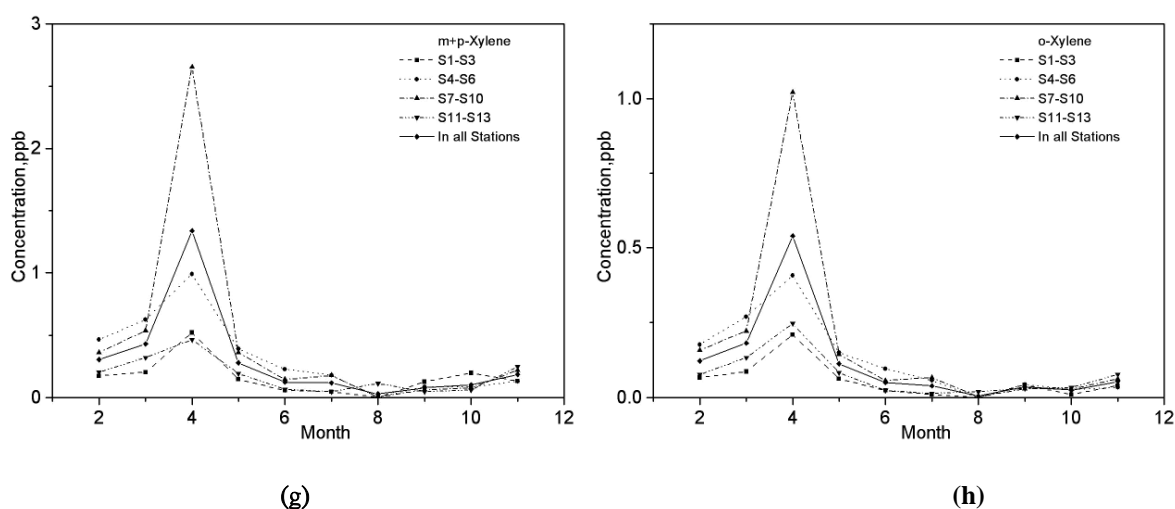 3
2
1
0
Concentration,ppb
2 4 6 8 10 12
Month
m+p-Xylene
S1-S3
S4-S6
S7-S10
S11-S13
In all Stations
(g)
1.0
0.5
0.0
Concentration,ppb
2 4 6 8 10 12
Month
o-Xylene
S1-S3
S4-S6
S7-S10
S11-S13
In all Stations
(h)